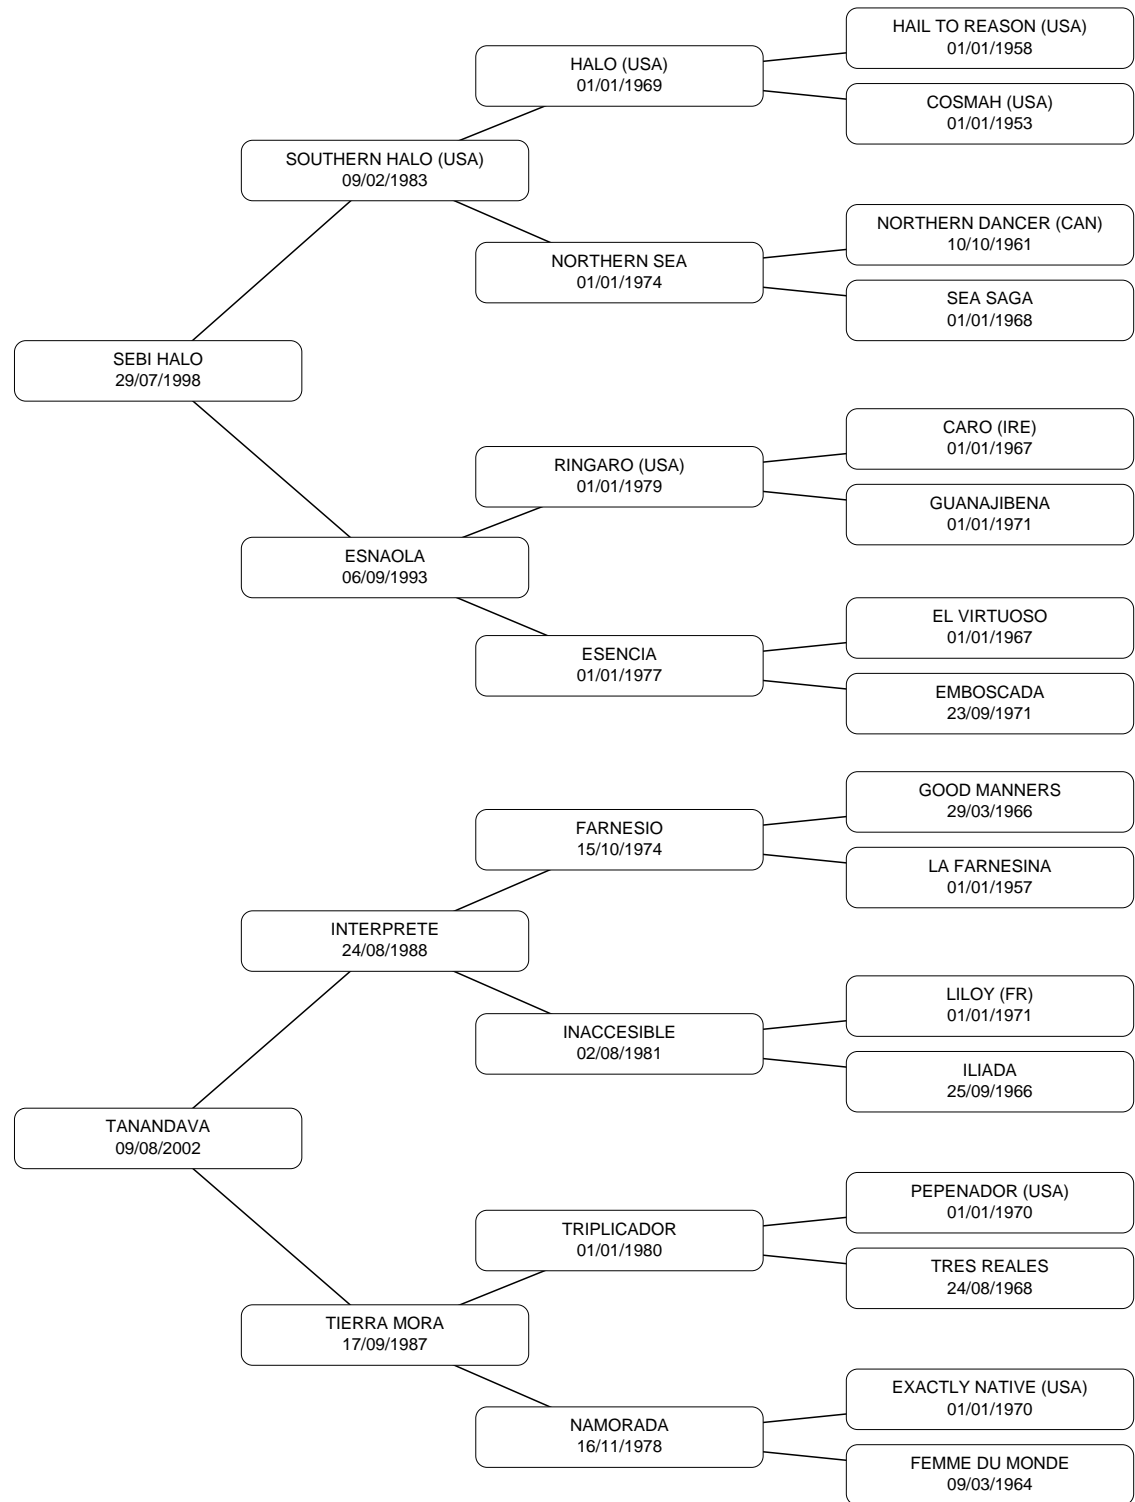 HAIL TO REASON (USA)
01/01/1958
HALO (USA)
01/01/1969
COSMAH (USA)
01/01/1953
SOUTHERN HALO (USA)
09/02/1983
NORTHERN DANCER (CAN)
10/10/1961
NORTHERN SEA
01/01/1974
SEA SAGA
01/01/1968
SEBI HALO
29/07/1998
CARO (IRE)
01/01/1967
RINGARO (USA)
01/01/1979
GUANAJIBENA
01/01/1971
ESNAOLA
06/09/1993
EL VIRTUOSO
01/01/1967
ESENCIA
01/01/1977
EMBOSCADA
23/09/1971
GOOD MANNERS
29/03/1966
FARNESIO
15/10/1974
LA FARNESINA
01/01/1957
INTERPRETE
24/08/1988
LILOY (FR)
01/01/1971
INACCESIBLE
02/08/1981
ILIADA
25/09/1966
TANANDAVA
09/08/2002
PEPENADOR (USA)
01/01/1970
TRIPLICADOR
01/01/1980
TRES REALES
24/08/1968
TIERRA MORA
17/09/1987
EXACTLY NATIVE (USA)
01/01/1970
NAMORADA
16/11/1978
FEMME DU MONDE
09/03/1964